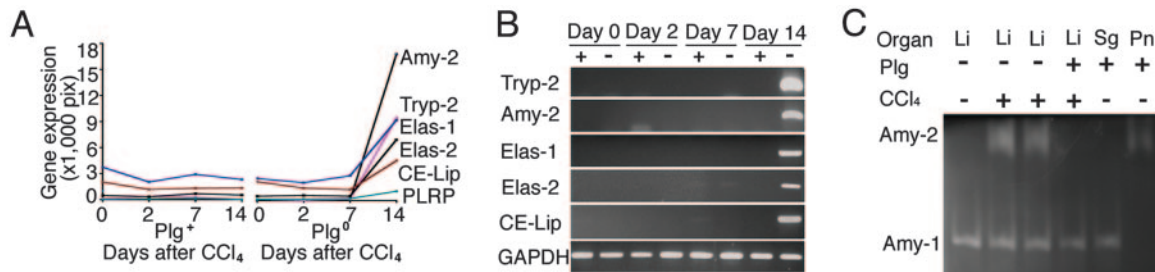 A
Gene expression
(x1,000 pix)
18
15
12
9
6
3
0
0 2 7 14 0 2 7 14
Plg+ Plg0
Days after CCl4 Days after CCl4
Amy-2
Tryp-2
Elas-1
Elas-2
CE-Lip
PLRP
B
Day 0 Day 2 Day 7 Day 14
+ - + - + - + -
Tryp-2
Amy-2
Elas-1
Elas-2
CE-Lip
GAPDH
C
Organ Li Li Li Li Sg Pn
Plg - - - + + +
CCl4 - + + + - -
Amy-2
Amy-1